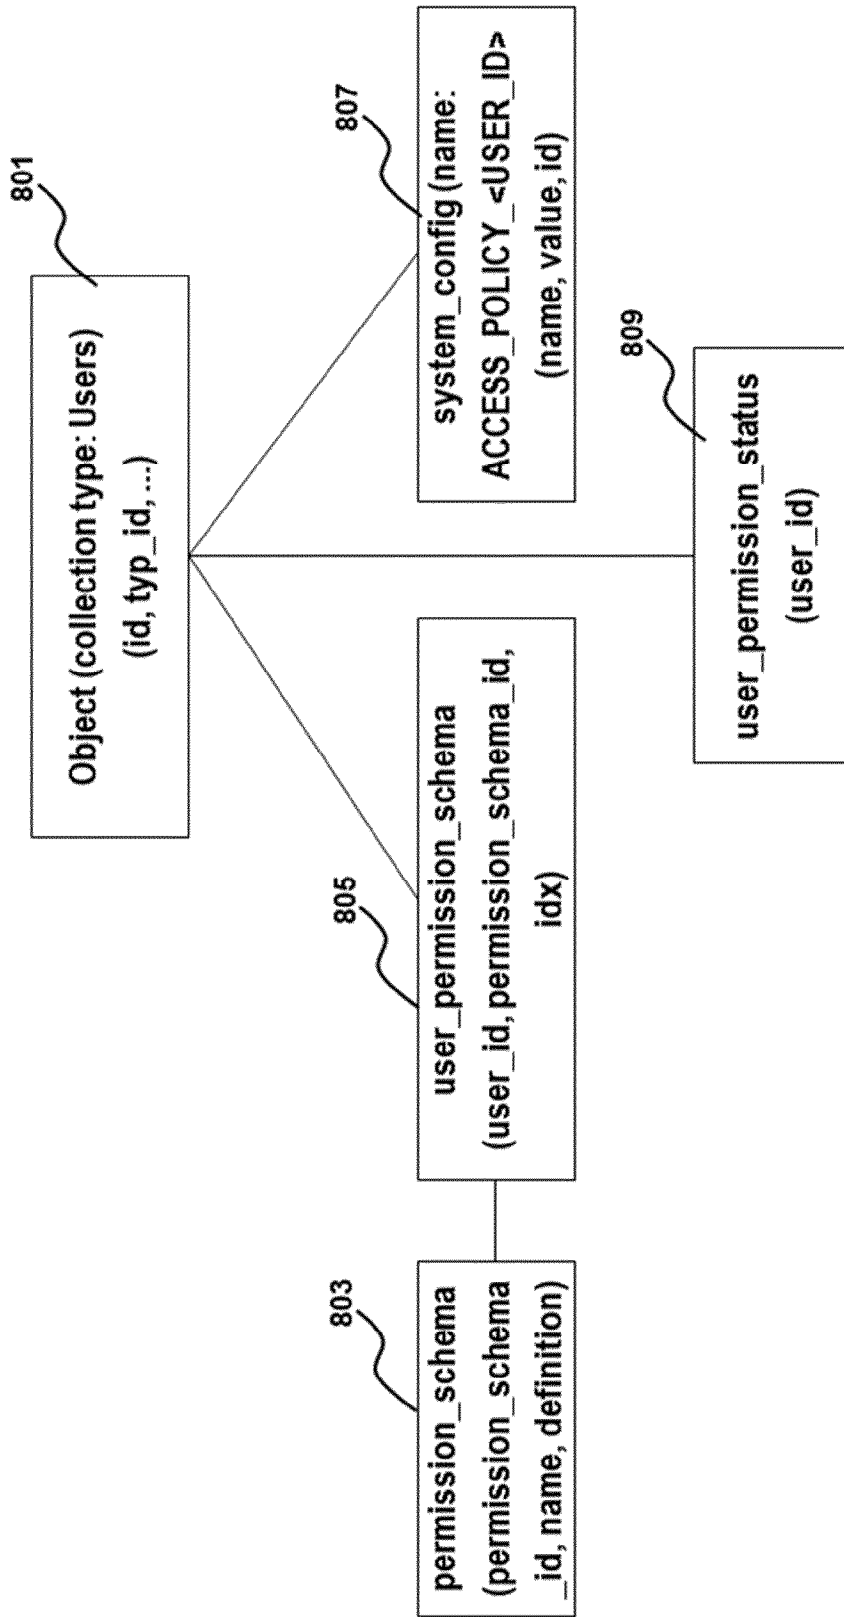 801
Object (collection type: Users)
(id, typ_id, ...)
803
permission_schema
(permission_schema
_id, name, definition)
805
user_permission_schema
(user_id, permission_schema_id,
idx)
807
system_config (name:
ACCESS_POLICY_<USER_ID>
(name, value, id)
809
user_permission_status
(user_id)